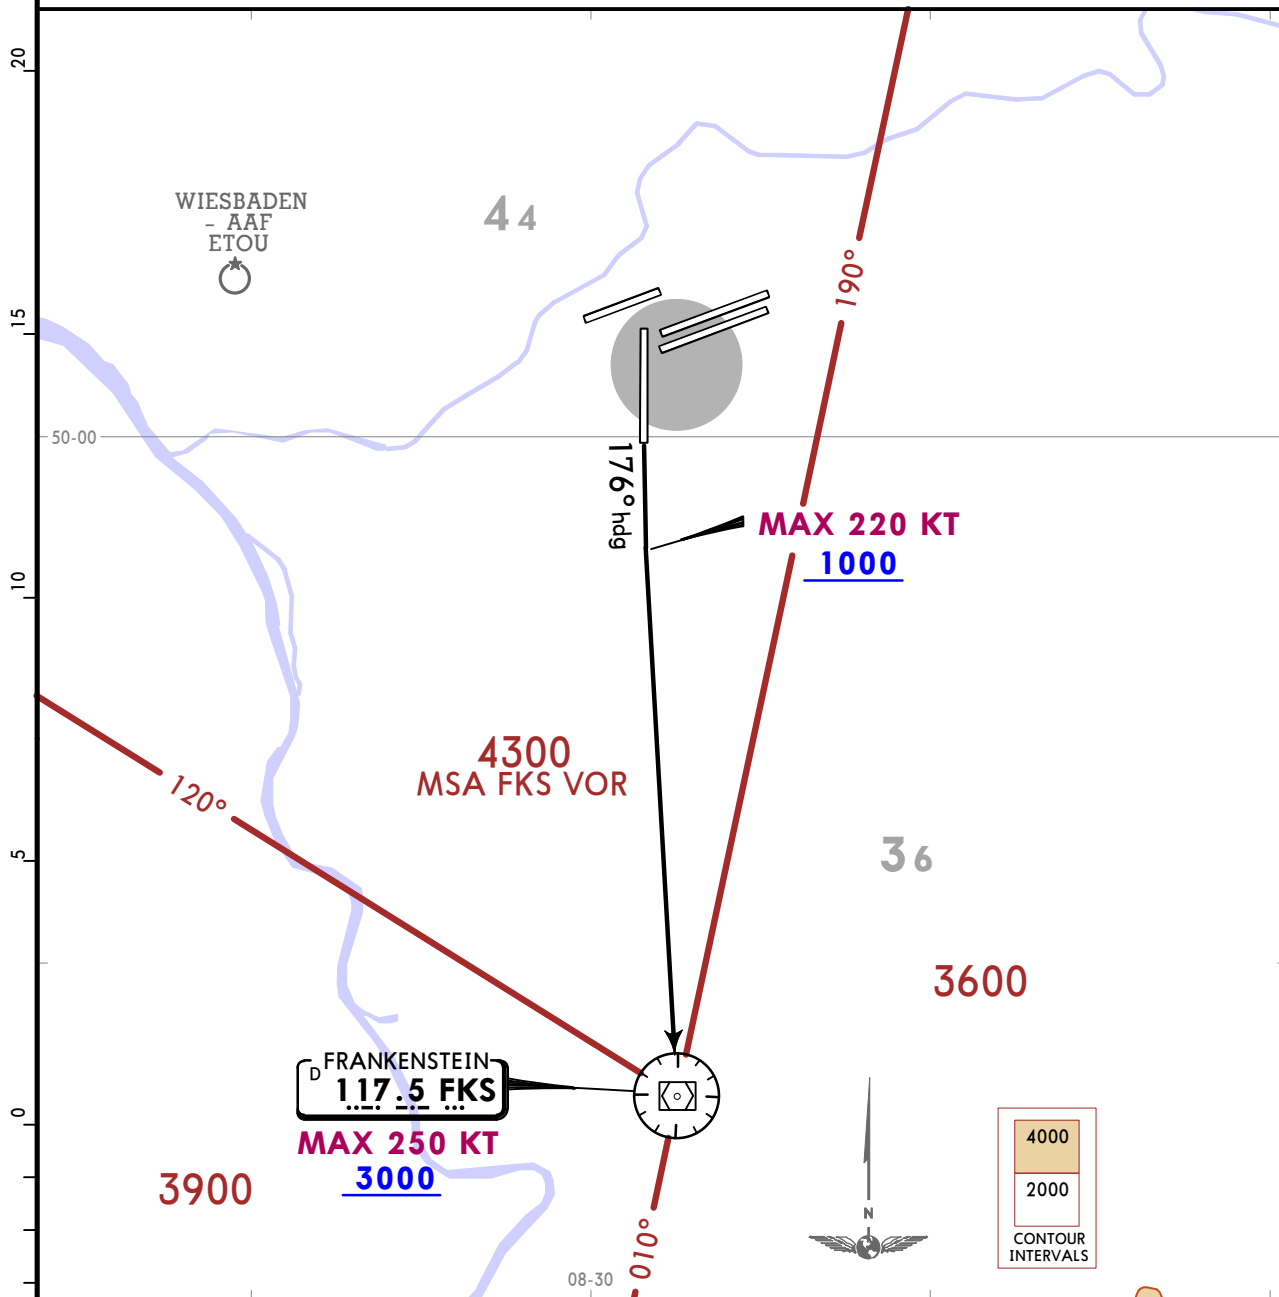 20
WIESBADEN
- AAF
ETOU
44
190°
15
50-00
176° hdg
MAX 220 KT
1000
10
4300
MSA FKS VOR
120°
5
36
3600
FRANKENSTEIN
D 117.5 FKS
MAX 250 KT
3000
0
3900
010°
08-30
N
4000
2000
CONTOUR
INTERVALS